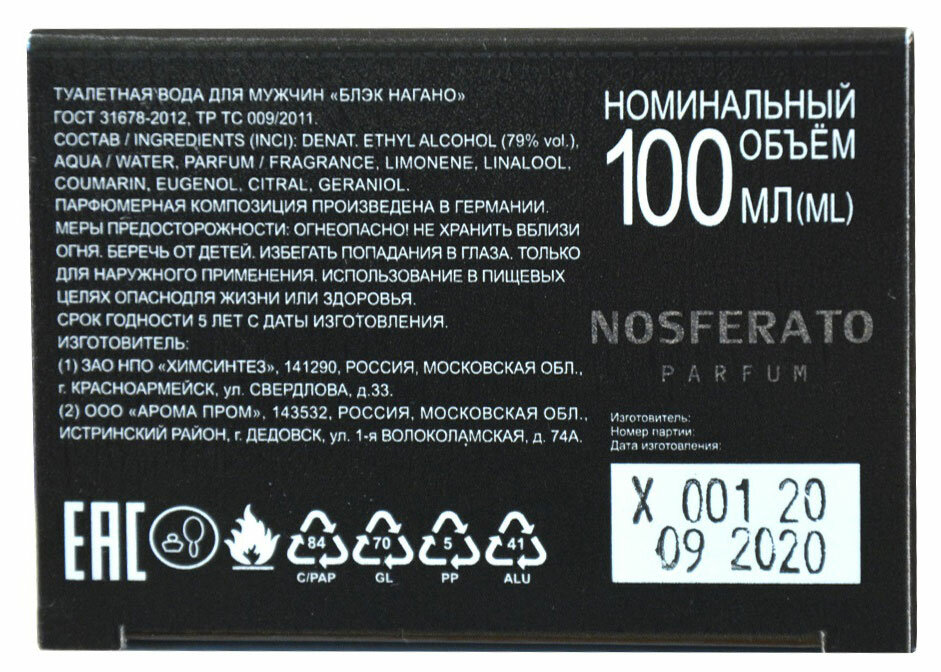 ТУАЛЕТНАЯ ВОДА ДЛЯ МУЖЧИН «БЛЭК НАГАНО»
ГОСТ 31678-2012, ТР ТС 009/2011.
СОСТАВ / INGREDIENTS (INCI): DENAT. ETHYL ALCOHOL (79% vol.),
AQUA / WATER, PARFUM / FRAGRANCE, LIMONENE, LINALOOL,
COUMARIN, EUGENOL, CITRAL, GERANIOL.
ПАРФЮМЕРНАЯ КОМПОЗИЦИЯ ПРОИЗВЕДЕНА В ГЕРМАНИИ.
МЕРЫ ПРЕДОСТОРОЖНОСТИ: ОГНЕОПАСНО! НЕ ХРАНИТЬ ВБЛИЗИ
ОГНЯ. БЕРЕЧЬ ОТ ДЕТЕЙ. ИЗБЕГАТЬ ПОПАДАНИЯ В ГЛАЗА. ТОЛЬКО
ДЛЯ НАРУЖНОГО ПРИМЕНЕНИЯ. ИСПОЛЬЗОВАНИЕ В ПИЩЕВЫХ
ЦЕЛЯХ ОПАСНОДЛЯ ЖИЗНИ ИЛИ ЗДОРОВЬЯ.
СРОК ГОДНОСТИ 5 ЛЕТ С ДАТЫ ИЗГОТОВЛЕНИЯ.
ИЗГОТОВИТЕЛЬ:
(1) ЗАО НПО «ХИМСИНТЕЗ», 141290, РОССИЯ, МОСКОВСКАЯ ОБЛ.,
г. КРАСНОАРМЕЙСК, ул. СВЕРДЛОВА, д.33.
(2) ООО «АРОМА ПРОМ», 143532, РОССИЯ, МОСКОВСКАЯ ОБЛ.,
ИСТРИНСКИЙ РАЙОН, г. ДЕДОВСК, ул. 1-я ВОЛОКОЛАМСКАЯ, д. 74А.
EAC
84 70 5 41
C/PAP GL PP ALU
НОМИНАЛЬНЫЙ
100 ОБЪЁМ
МЛ(ML)
NOSFERATO
PARFUM
Изготовитель:
Номер партии:
Дата изготовления:
X 001 20
09 2020